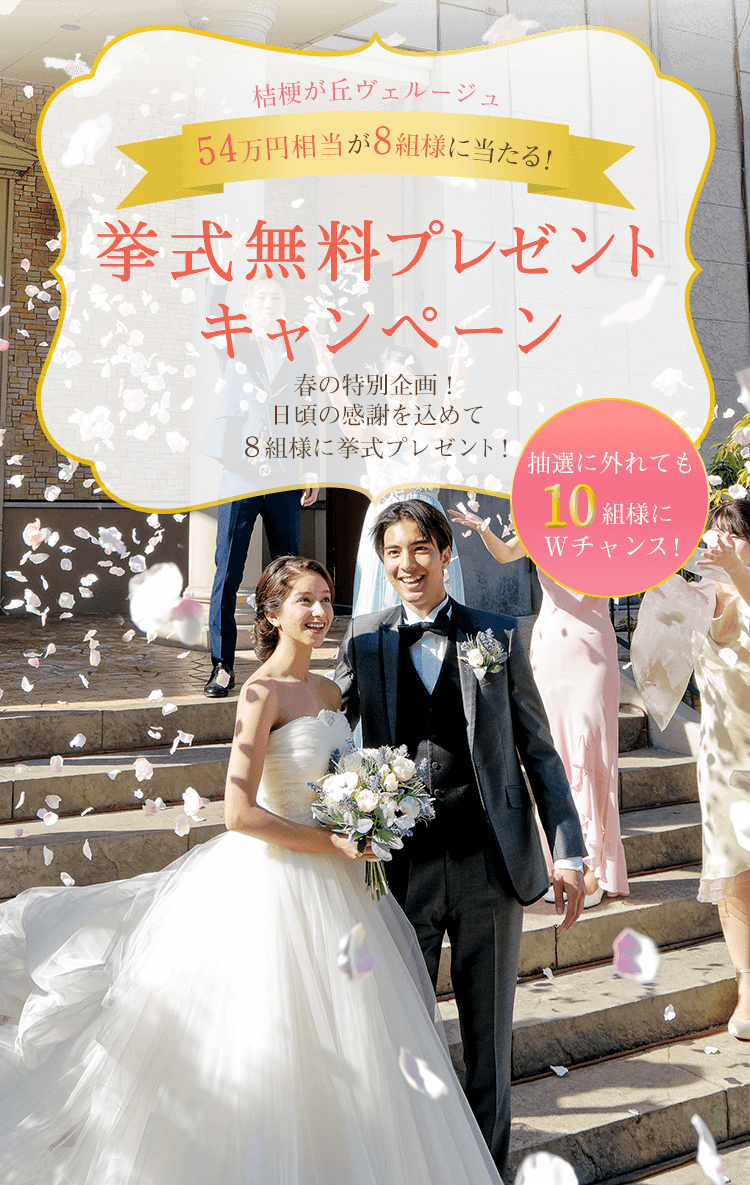 桔梗が丘ヴェルージュ
54万円相当が8組様に当たる!
挙式無料プレゼント
キャンペーン
春の特別企画!
日頃の感謝を込めて
8組様に挙式プレゼント!
抽選に外れても
10組様に
Wチャンス!